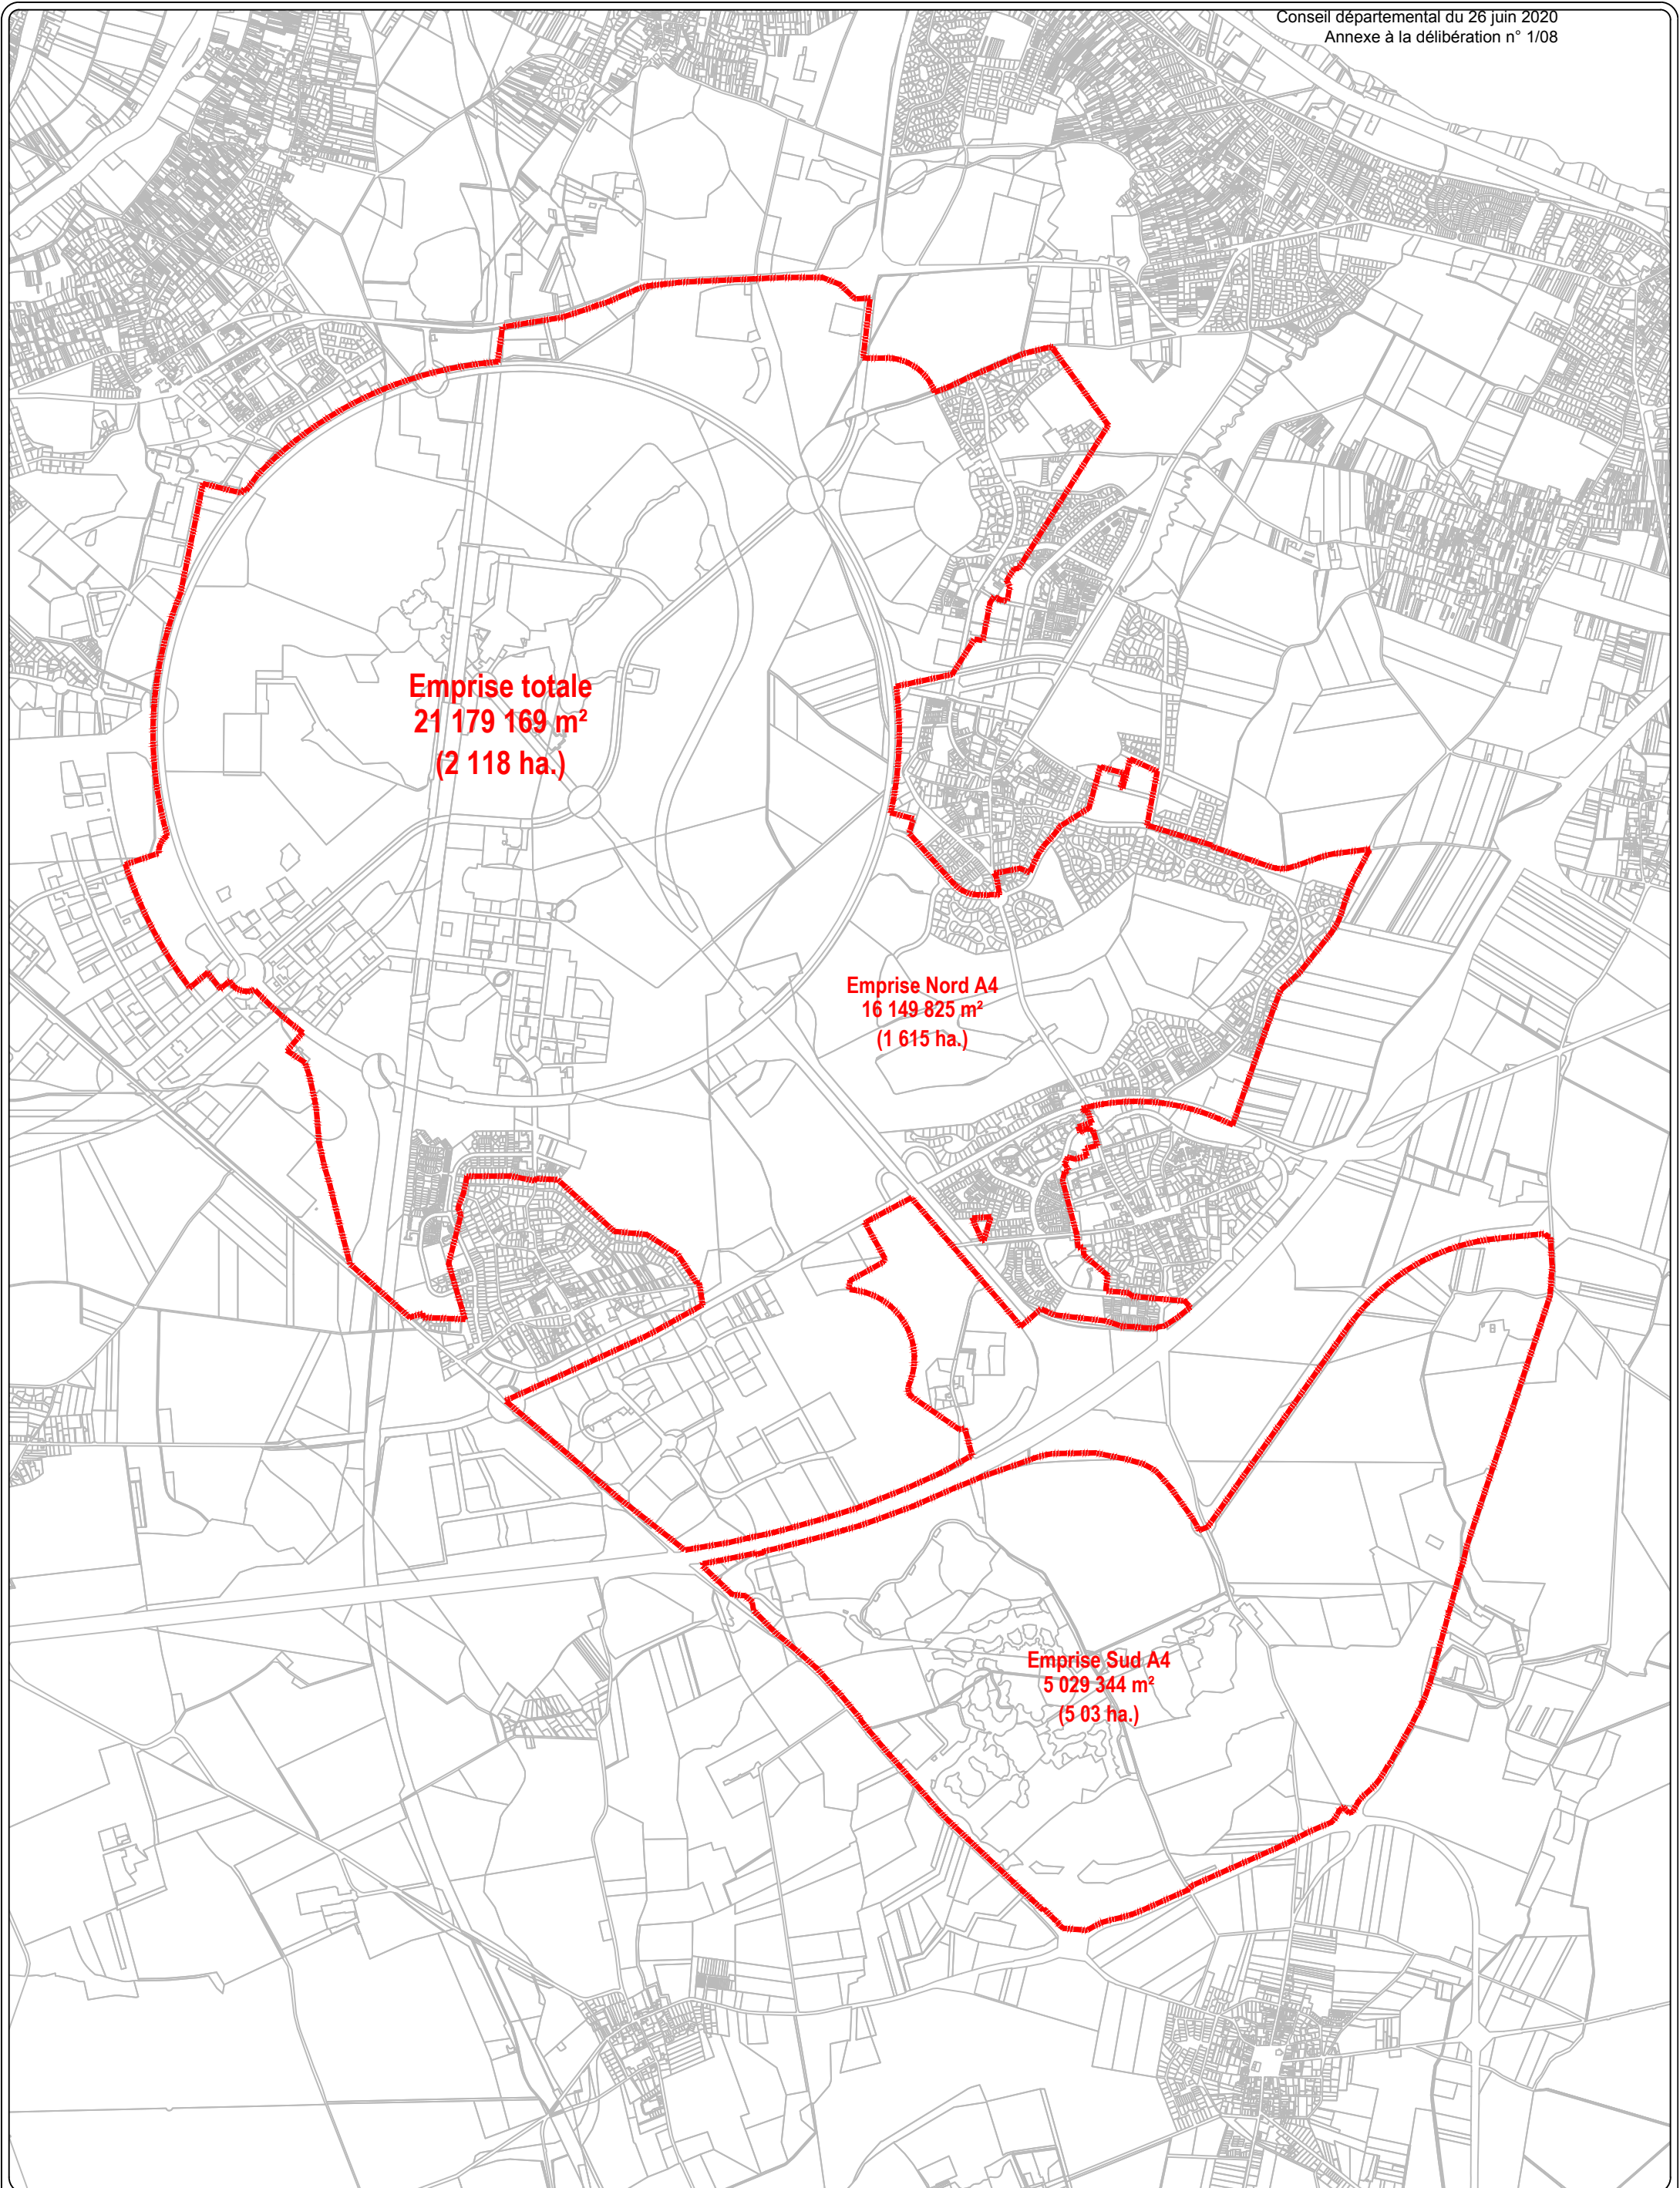 Conseil départemental du 26 juin 2020
Annexe à la délibération n° 1/08
Emprise totale
21 179 169 m²
(2 118 ha.)
Emprise Nord A4
16 149 825 m²
(1 615 ha.)
Emprise Sud A4
5 029 344 m²
(5 03 ha.)